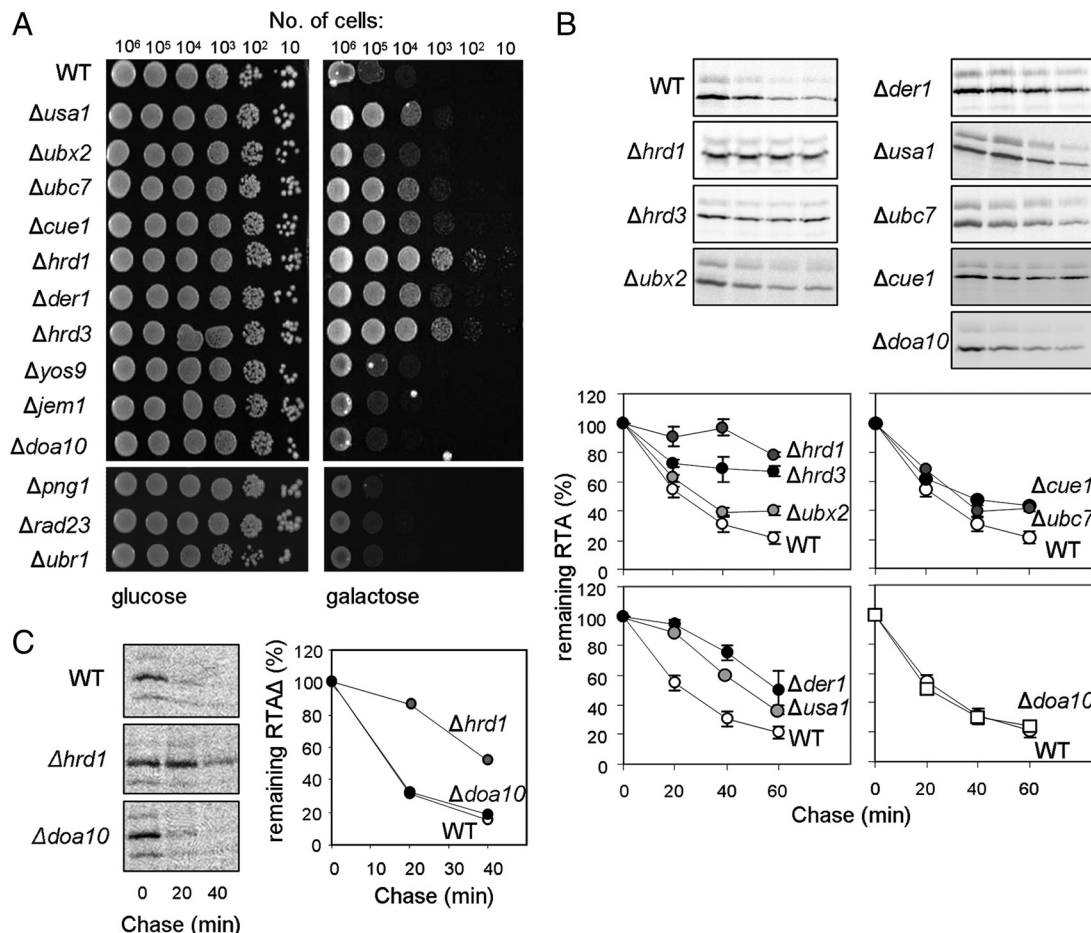 A
No. of cells:
10⁶ 10⁵ 10⁴ 10³ 10² 10 10⁶ 10⁵ 10⁴ 10³ 10² 10
WT
Δusa1
Δubx2
Δubc7
Δcue1
Δhrd1
Δder1
Δhrd3
Δyos9
Δjem1
Δdoa10
Δpng1
Δrad23
Δubr1
glucose galactose
B
WT
Δhrd1
Δhrd3
Δubx2
Δder1
Δusa1
Δubc7
Δcue1
Δdoa10
remaining RTA (%)
120
100
80
60
40
20
0
Δhrd1
Δhrd3
Δubx2
WT
Δcue1
Δubc7
WT
120
100
80
60
40
20
0
Δder1
Δusa1
WT
0 20 40 60
Δdoa10
WT
0 20 40 60
Chase (min)
C
WT
Δhrd1
Δdoa10
0 20 40
Chase (min)
remaining RTAΔ (%)
120
100
80
60
40
20
0
Δhrd1
Δdoa10
WT
0 20 30 40
Chase (min)